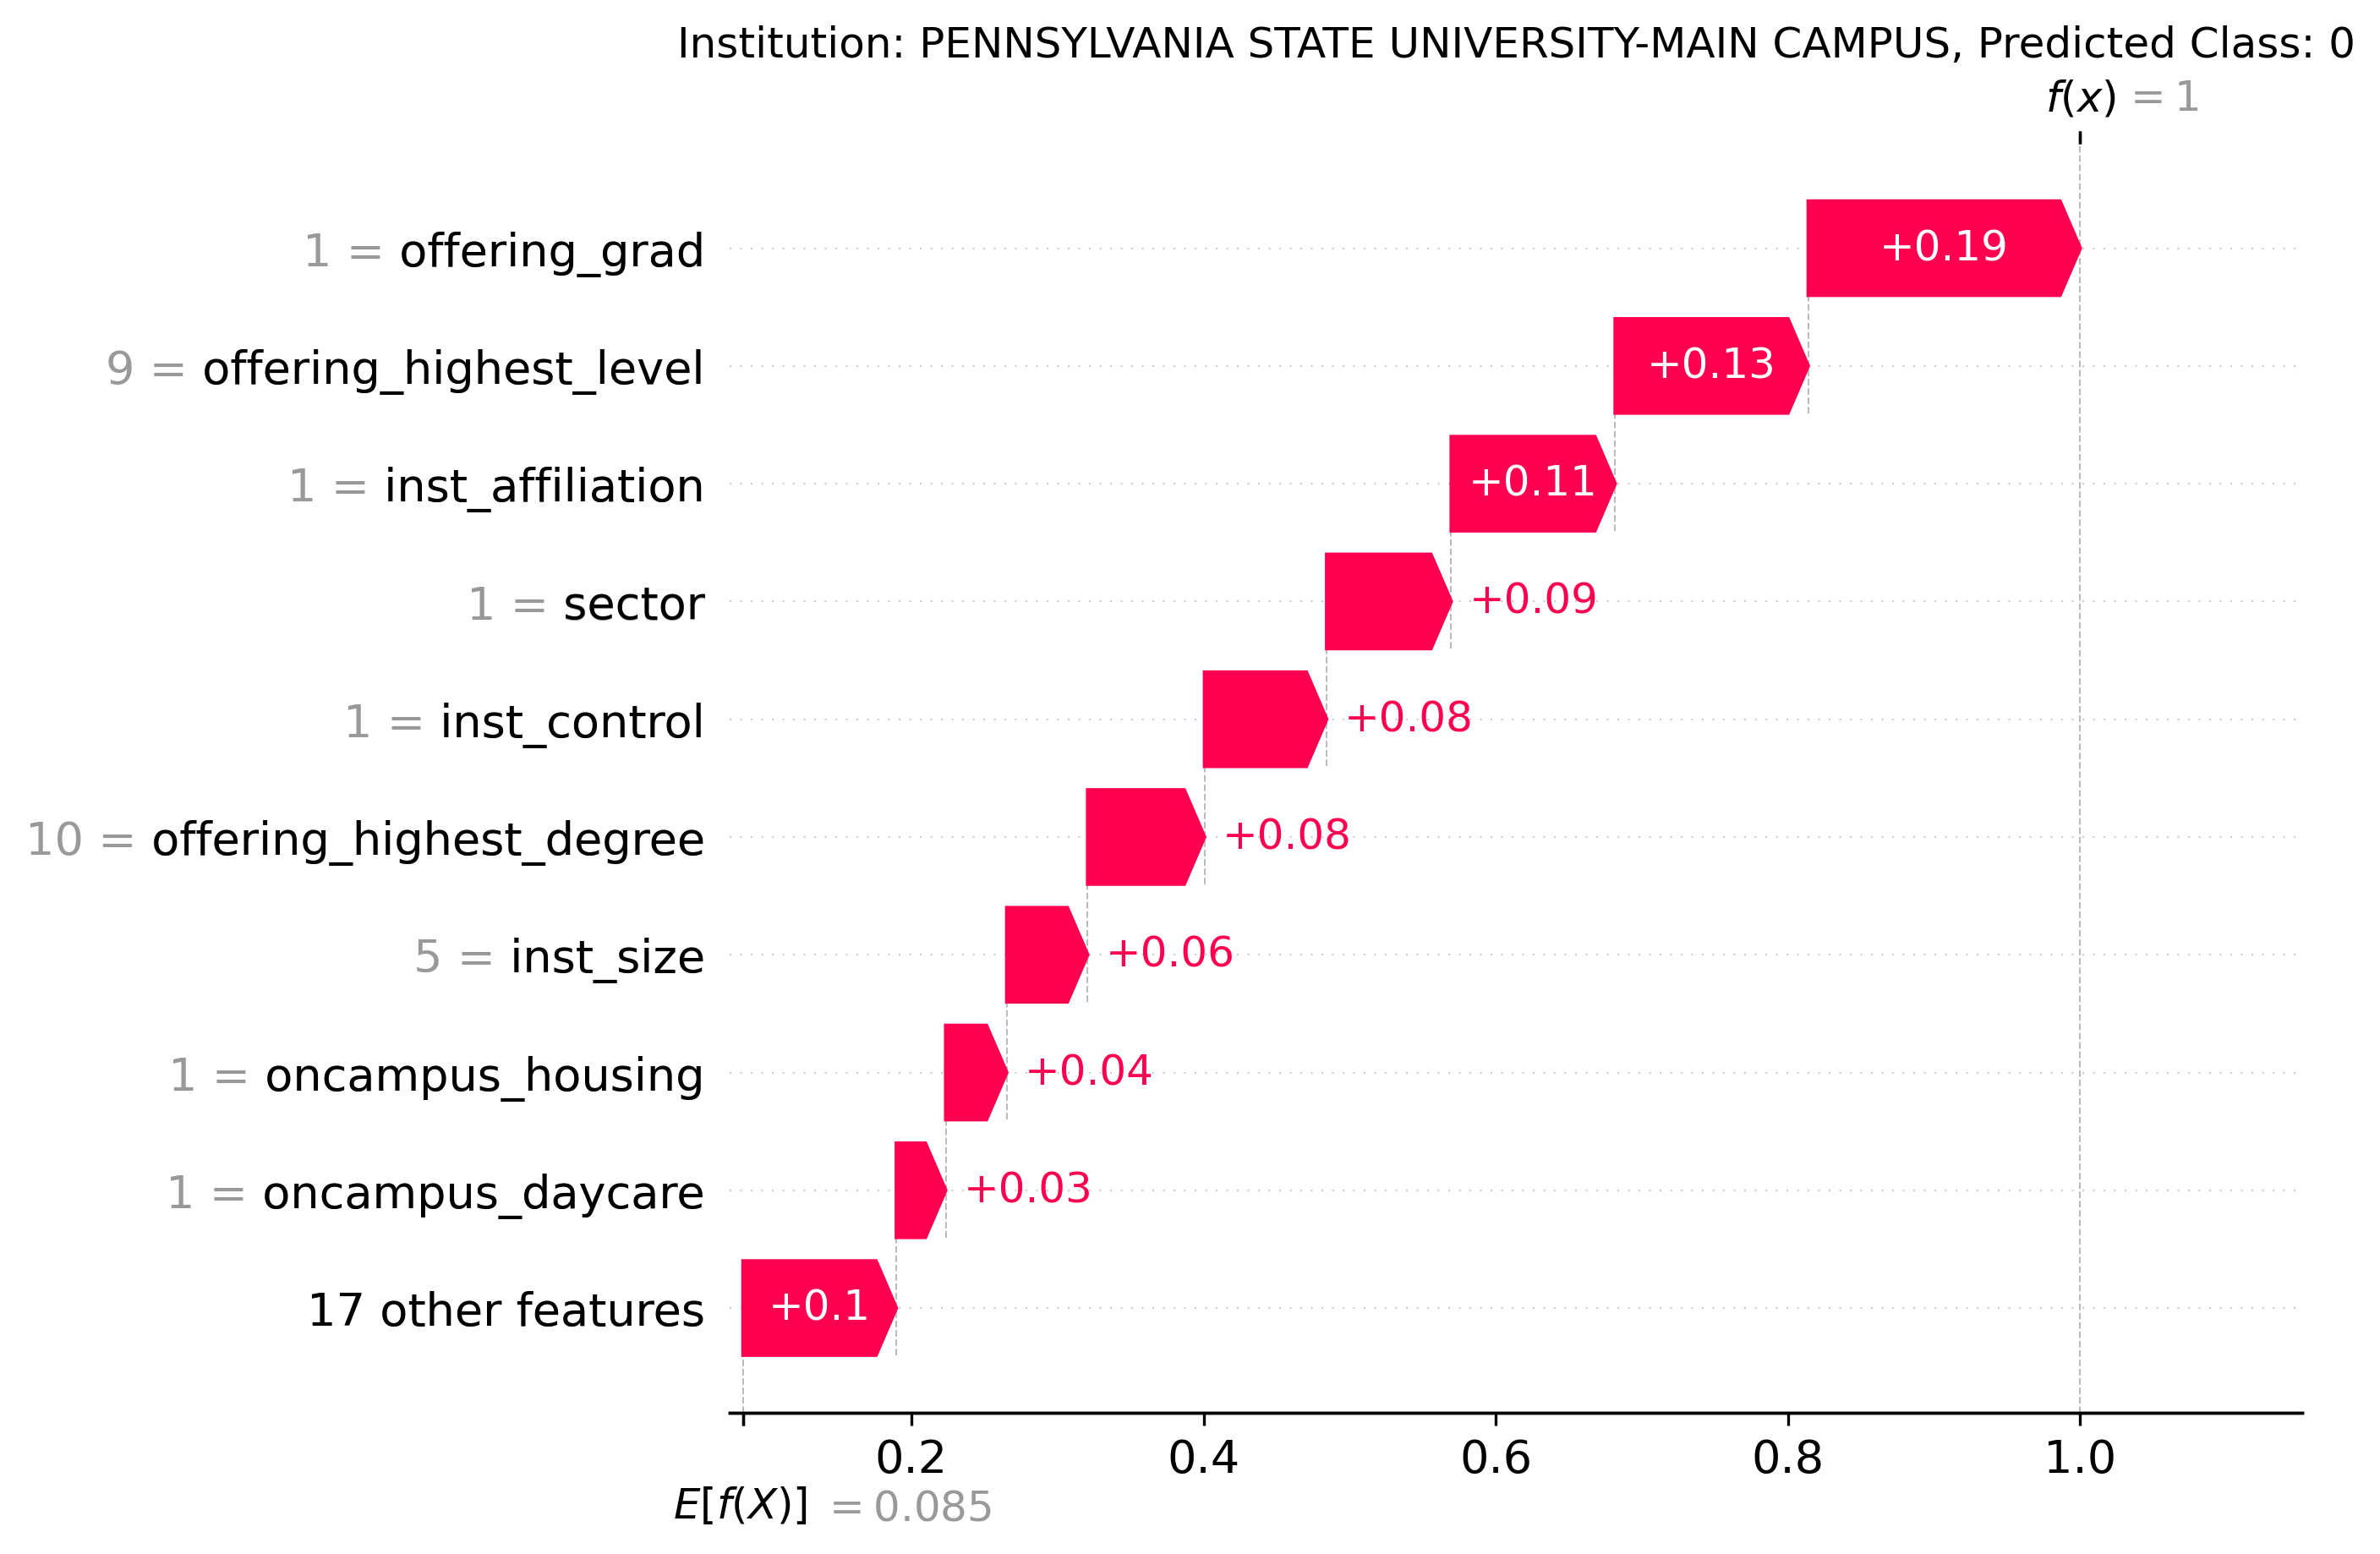 Institution: PENNSYLVANIA STATE UNIVERSITY-MAIN CAMPUS, Predicted Class: 0
f(x) = 1
1 = offering_grad +0.19
9 = offering_highest_level +0.13
1 = inst_affiliation +0.11
1 = sector +0.09
1 = inst_control +0.08
10 = offering_highest_degree +0.08
5 = inst_size +0.06
1 = oncampus_housing +0.04
1 = oncampus_daycare +0.03
17 other features +0.1
0.2 0.4 0.6 0.8 1.0
E[f(X)] = 0.085